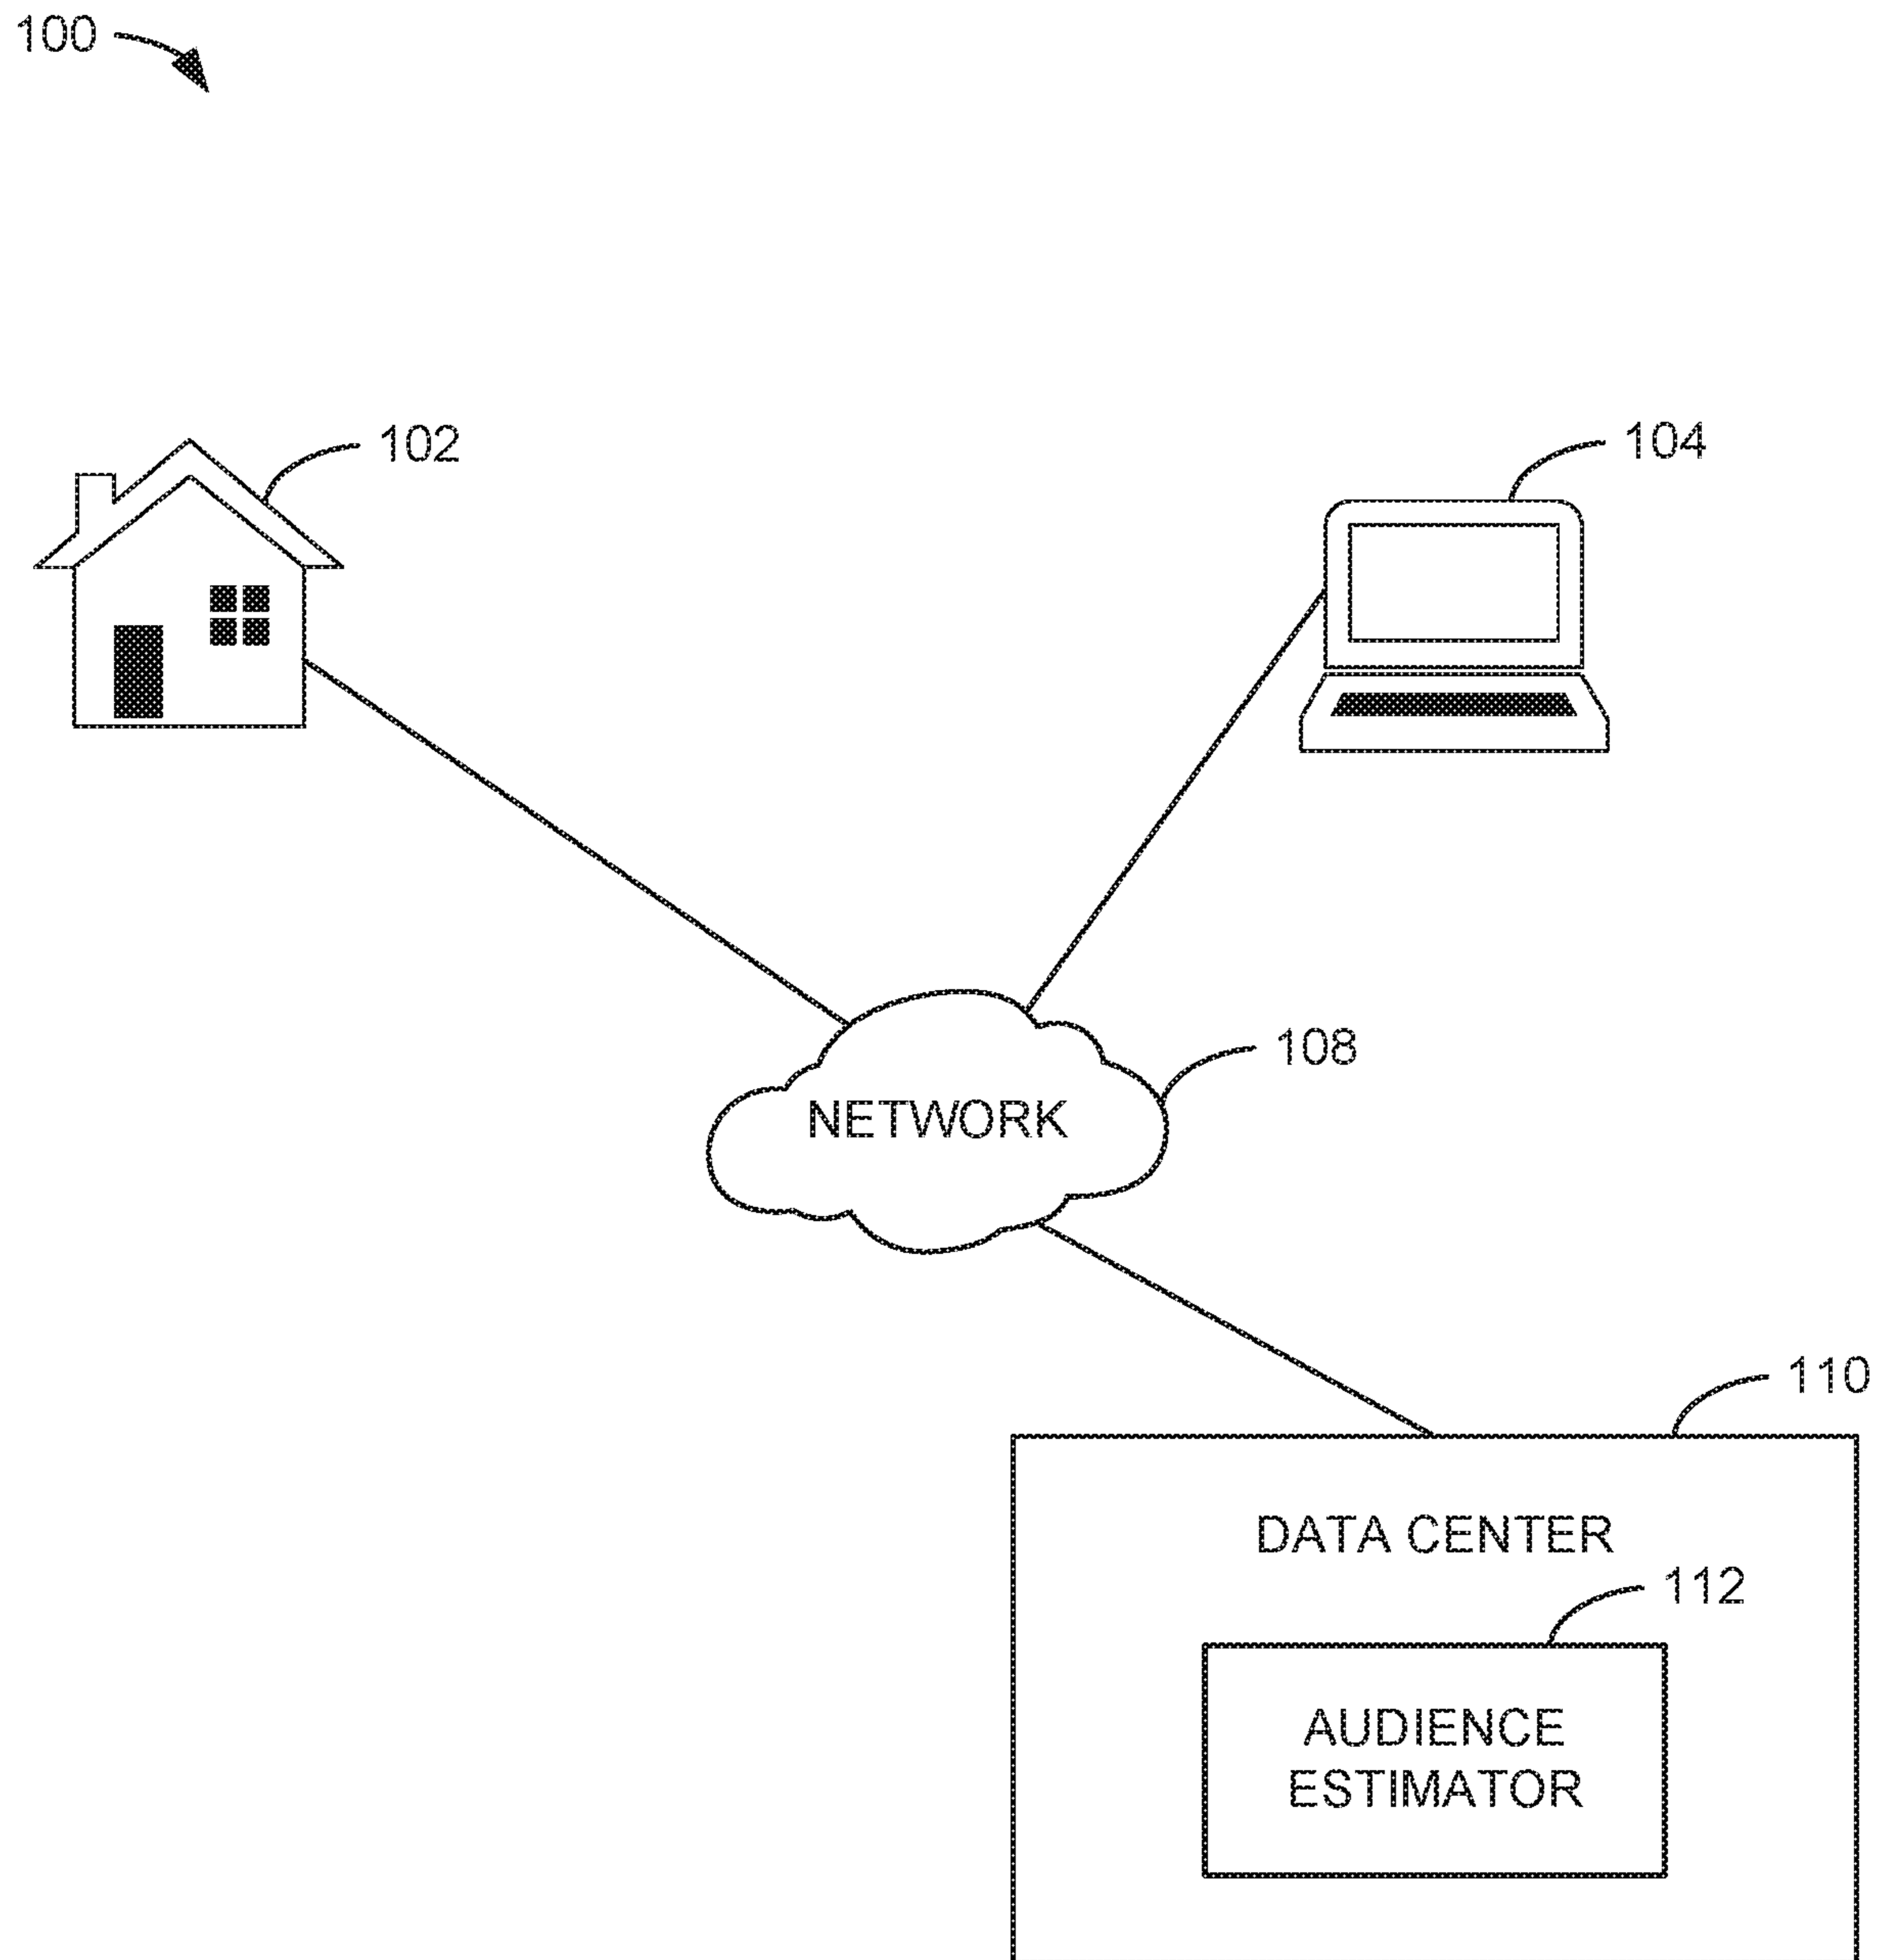 100
102
104
NETWORK
108
110
DATA CENTER
112
AUDIENCE
ESTIMATOR